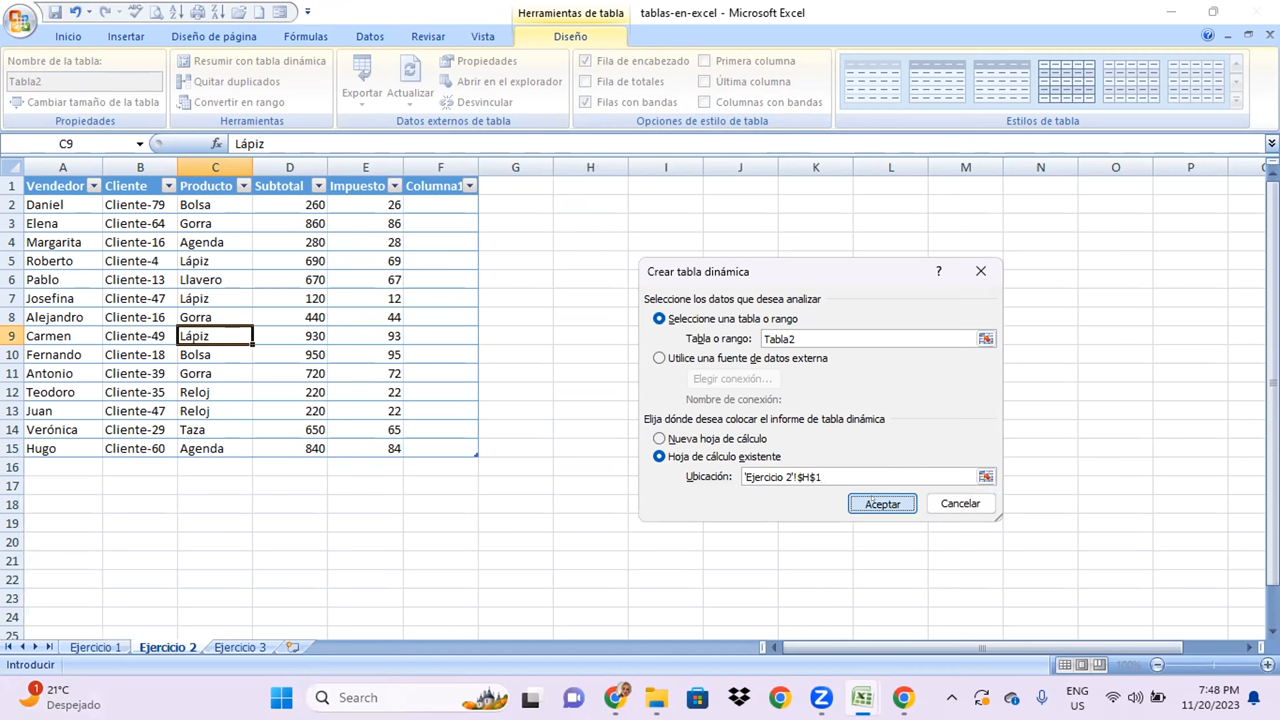 Herramientas de tabla
tablas-en-excel - Microsoft Excel
Inicio Insertar Diseño de página Fórmulas Datos Revisar Vista Diseño
Nombre de la tabla:
Tabla2
Cambiar tamaño de la tabla
Propiedades
Resumir con tabla dinámica
Quitar duplicados
Convertir en rango
Herramientas
Exportar Actualizar
Propiedades
Abrir en el explorador
Desvincular
Datos externos de tabla
Fila de encabezado Primera columna
Fila de totales Última columna
Filas con bandas Columnas con bandas
Opciones de estilo de tabla
Estilos de tabla
C9 fx Lápiz
A B C D E F G H I J K L M N O P
1 Vendedor Cliente Producto Subtotal Impuesto Columna1
2 Daniel Cliente-79 Bolsa 260 26
3 Elena Cliente-64 Gorra 860 86
4 Margarita Cliente-16 Agenda 280 28
5 Roberto Cliente-4 Lápiz 690 69
6 Pablo Cliente-13 Llavero 670 67
7 Josefina Cliente-47 Lápiz 120 12
8 Alejandro Cliente-16 Gorra 440 44
9 Carmen Cliente-49 Lápiz 930 93
10 Fernando Cliente-18 Bolsa 950 95
11 Antonio Cliente-39 Gorra 720 72
12 Teodoro Cliente-35 Reloj 220 22
13 Juan Cliente-47 Reloj 220 22
14 Verónica Cliente-29 Taza 650 65
15 Hugo Cliente-60 Agenda 840 84
16
17
18
19
20
21
22
23
24
25
Crear tabla dinámica ?
Seleccione los datos que desea analizar
Seleccione una tabla o rango
Tabla o rango: Tabla2
Utilice una fuente de datos externa
Elegir conexión...
Nombre de conexión:
Elija dónde desea colocar el informe de tabla dinámica
Nueva hoja de cálculo
Hoja de cálculo existente
Ubicación: 'Ejercicio 2'!$H$1
Aceptar Cancelar
Ejercicio 1 Ejercicio 2 Ejercicio 3
Introducir 100%
1 21°C
Despejado
Search
ENG
US
7:48 PM
11/20/2023